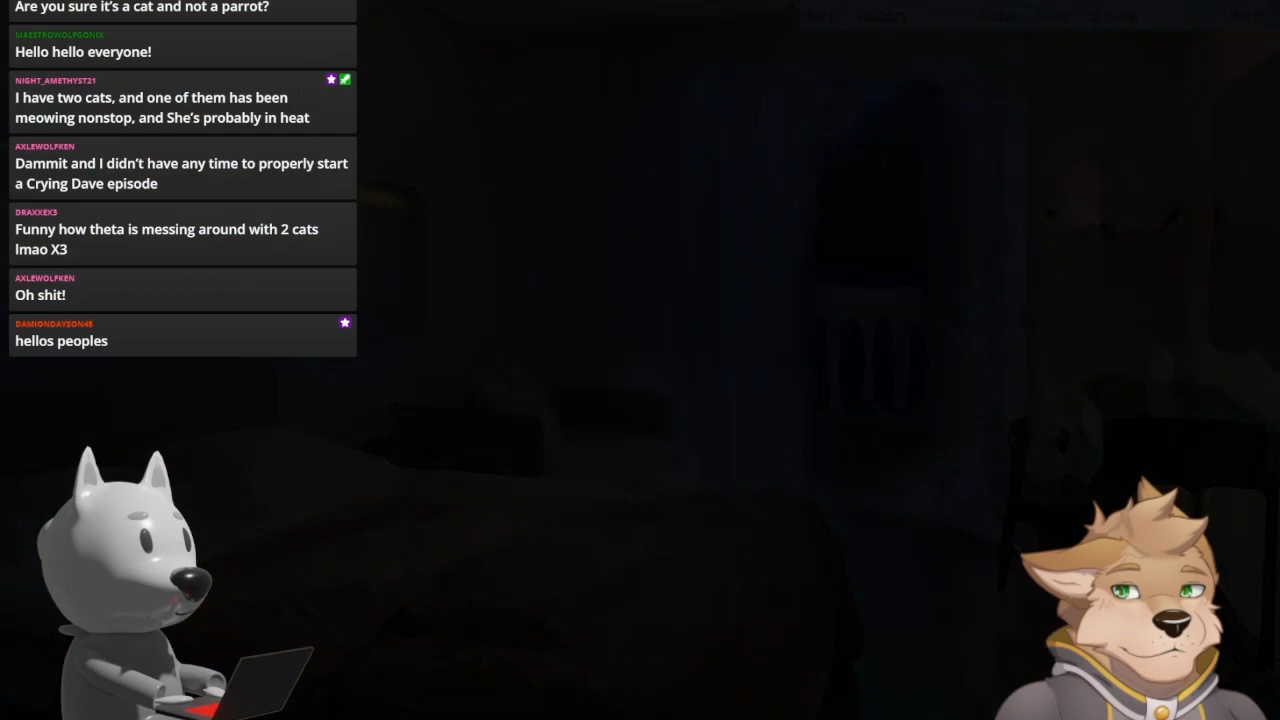 Are you sure it's a cat and not a parrot?
MAESTROWOLFGONIX
Hello hello everyone!
NIGHT_AMETHYST21
I have two cats, and one of them has been
meowing nonstop, and She's probably in heat
AXLEWOLFKEN
Dammit and I didn't have any time to properly start
a Crying Dave episode
DRAXXEX3
Funny how theta is messing around with 2 cats
lmao X3
AXLEWOLFKEN
Oh shit!
DAMIONDAYSON45
hellos peoples